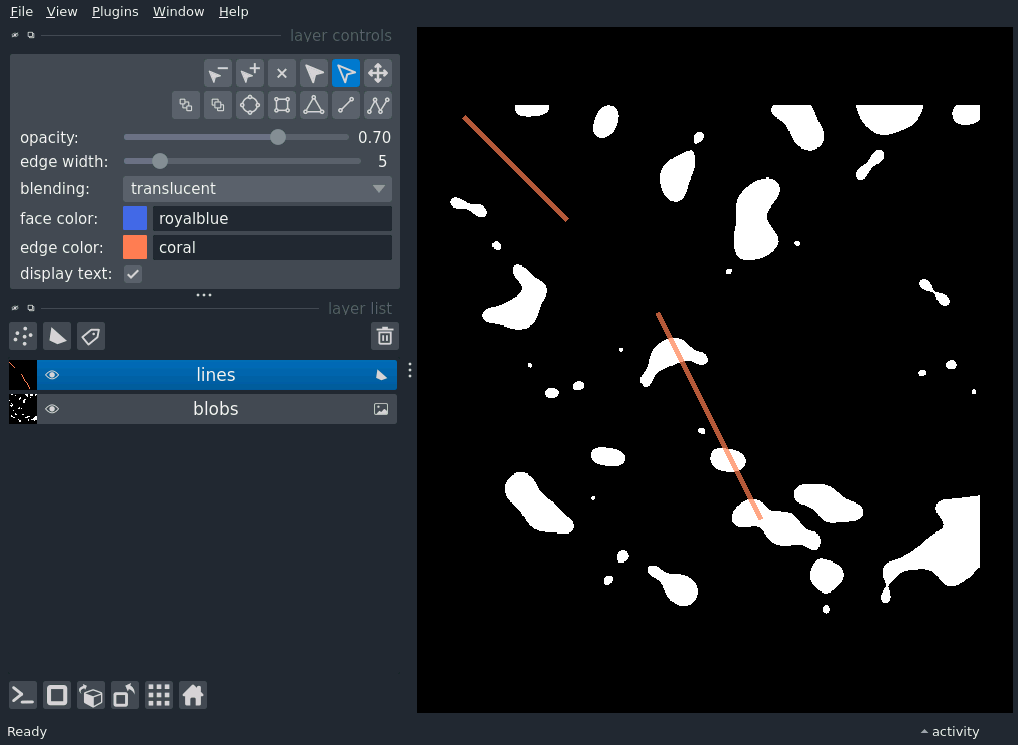 File View Plugins Window Help
layer controls
opacity: 0.70
edge width: 5
blending: translucent
face color: royalblue
edge color: coral
display text:
layer list
lines
blobs
Ready activity